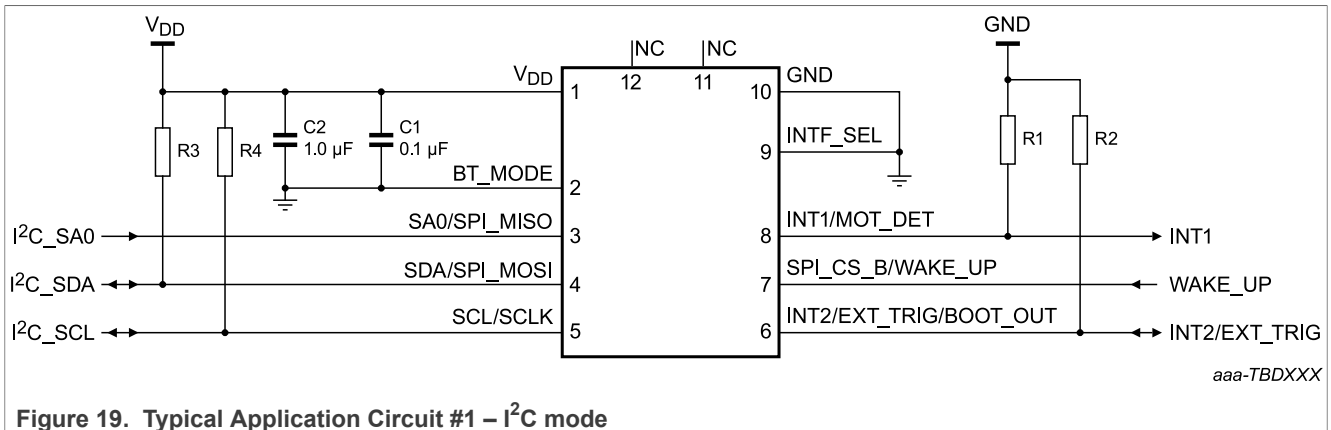 VDD
GND
NC
NC
VDD
1
12
11
10
GND
R3
R4
C2
1.0 µF
C1
0.1 µF
9
INTF_SEL
R1
R2
BT_MODE
2
I²C_SA0
SA0/SPI_MISO
3
8
INT1/MOT_DET
INT1
I²C_SDA
SDA/SPI_MOSI
4
7
SPI_CS_B/WAKE_UP
WAKE_UP
I²C_SCL
SCL/SCLK
5
6
INT2/EXT_TRIG/BOOT_OUT
INT2/EXT_TRIG
aaa-TBDXXX
Figure 19. Typical Application Circuit #1 – I²C mode